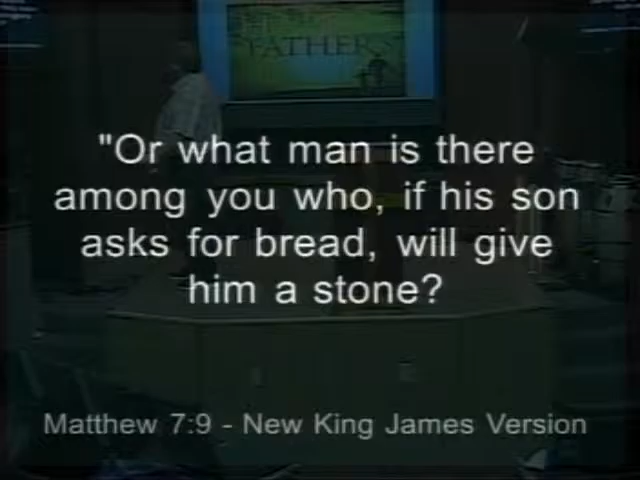 FATHERS
"Or what man is there
among you who, if his son
asks for bread, will give
him a stone?
Matthew 7:9 - New King James Version